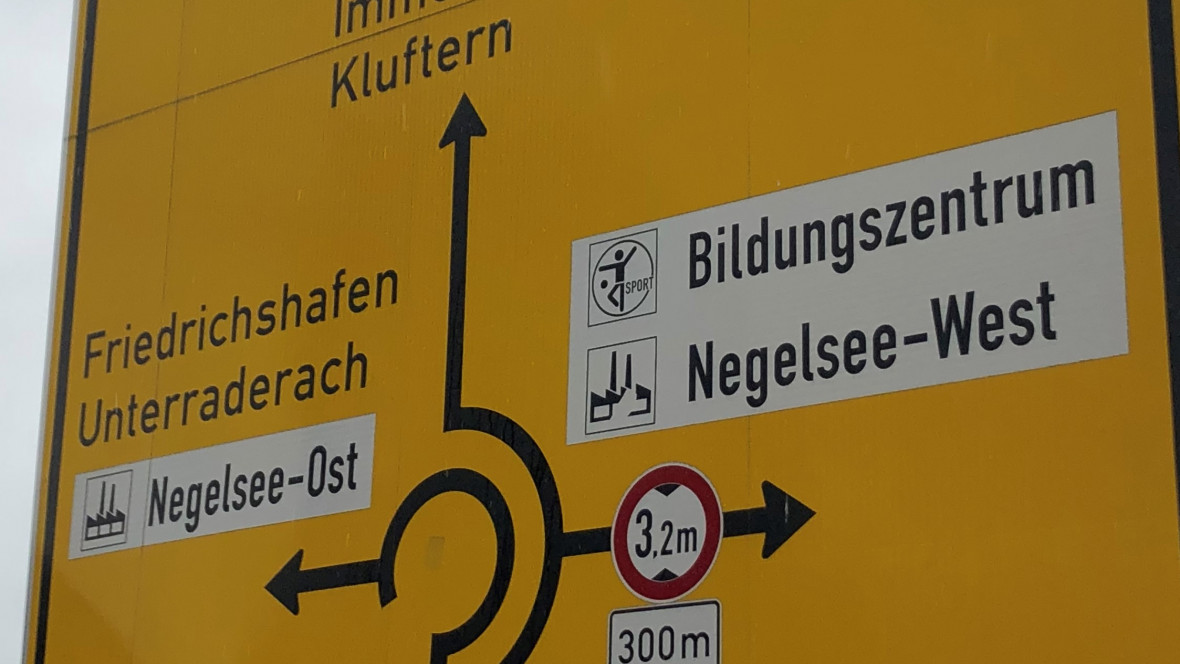 Kluftern
Friedrichshafen
Unterraderach
Negelsee-Ost
SPORT
Bildungszentrum
Negelsee-West
3,2m
300m